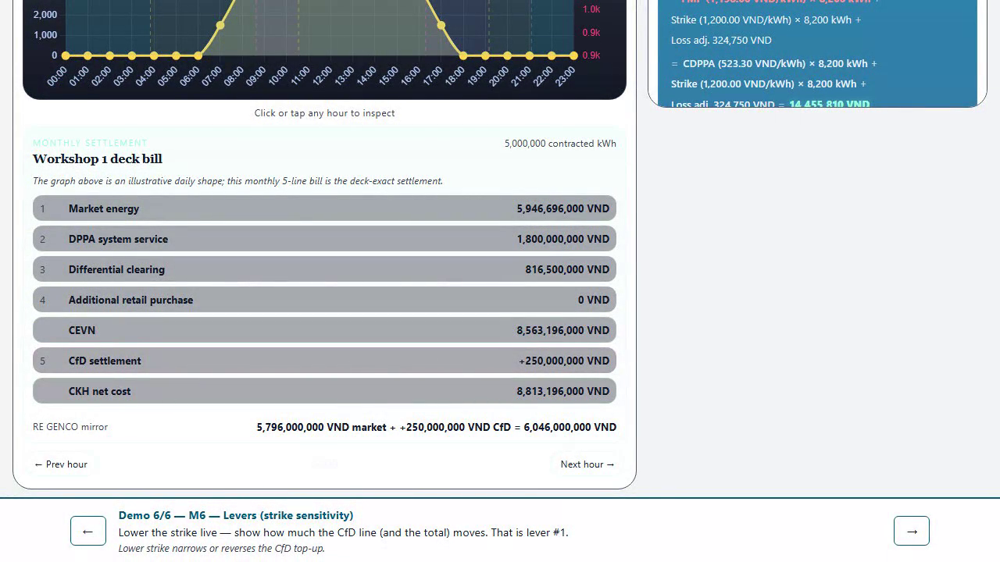 2,000
1,000
0
1.0k
0.9k
0.9k
00:00
01:00
02:00
03:00
04:00
05:00
06:00
07:00
08:00
09:00
10:00
11:00
12:00
13:00
14:00
15:00
16:00
17:00
18:00
19:00
20:00
21:00
22:00
23:00
Click or tap any hour to inspect
MONTHLY SETTLEMENT
5,000,000 contracted kWh
Workshop 1 deck bill
The graph above is an illustrative daily shape; this monthly 5-line bill is the deck-exact settlement.
1 Market energy 5,946,696,000 VND
2 DPPA system service 1,800,000,000 VND
3 Differential clearing 816,500,000 VND
4 Additional retail purchase 0 VND
CEVN 8,563,196,000 VND
5 CfD settlement +250,000,000 VND
CKH net cost 8,813,196,000 VND
RE GENCO mirror 5,796,000,000 VND market + +250,000,000 VND CfD = 6,046,000,000 VND
← Prev hour
Next hour →
Strike (1,200.00 VND/kWh) × 8,200 kWh +
Loss adj. 324,750 VND
= CDPPA (523.30 VND/kWh) × 8,200 kWh +
Strike (1,200.00 VND/kWh) × 8,200 kWh +
Loss adj. 324,750 VND = 14,455,810 VND
←
Demo 6/6 — M6 — Levers (strike sensitivity)
Lower the strike live — show how much the CfD line (and the total) moves. That is lever #1.
Lower strike narrows or reverses the CfD top-up.
→